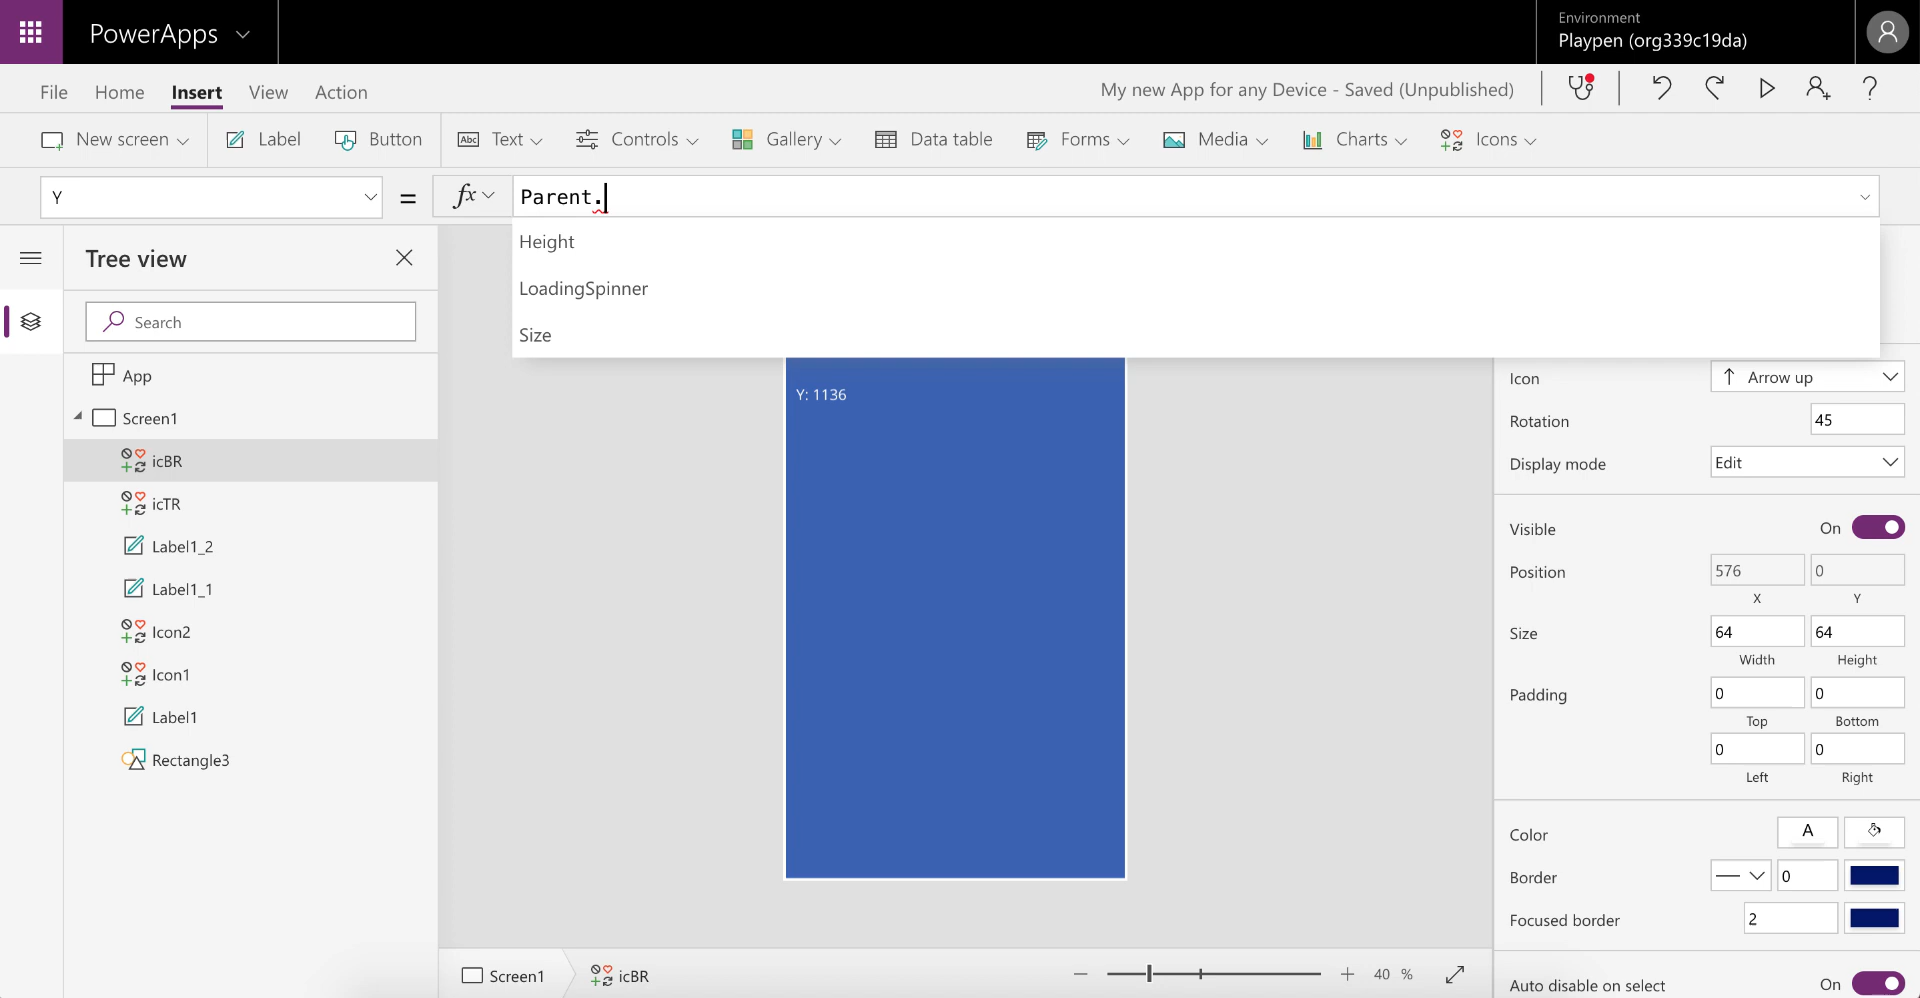 PowerApps
Environment
Playpen (org339c19da)
File Home Insert View Action
My new App for any Device - Saved (Unpublished)
New screen Label Button Abc Text Controls Gallery Data table Forms Media Charts Icons
Y = fx Parent.
Height
LoadingSpinner
Size
Tree view
Search
App
Screen1
icBR
icTR
Label1_2
Label1_1
Icon2
Icon1
Label1
Rectangle3
Y: 1136
Icon Arrow up
Rotation 45
Display mode Edit
Visible On
Position 576 0
X Y
Size 64 64
Width Height
Padding 0 0
Top Bottom
0 0
Left Right
Color A
Border 0
Focused border 2
Auto disable on select On
Screen1 icBR 40 %